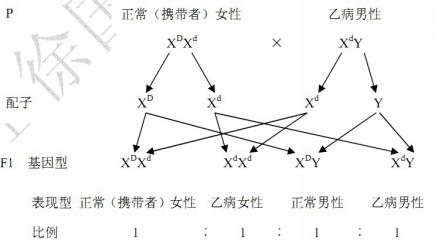 P 正常（携带者）女性 乙病男性
XᴰXᵈ × XᵈY
配子 Xᴰ Xᵈ Xᵈ Y
F1 基因型 XᴰXᵈ XᵈXᵈ XᴰY XᵈY
表现型 正常（携带者）女性 乙病女性 正常男性 乙病男性
比例 1 : 1 : 1 : 1